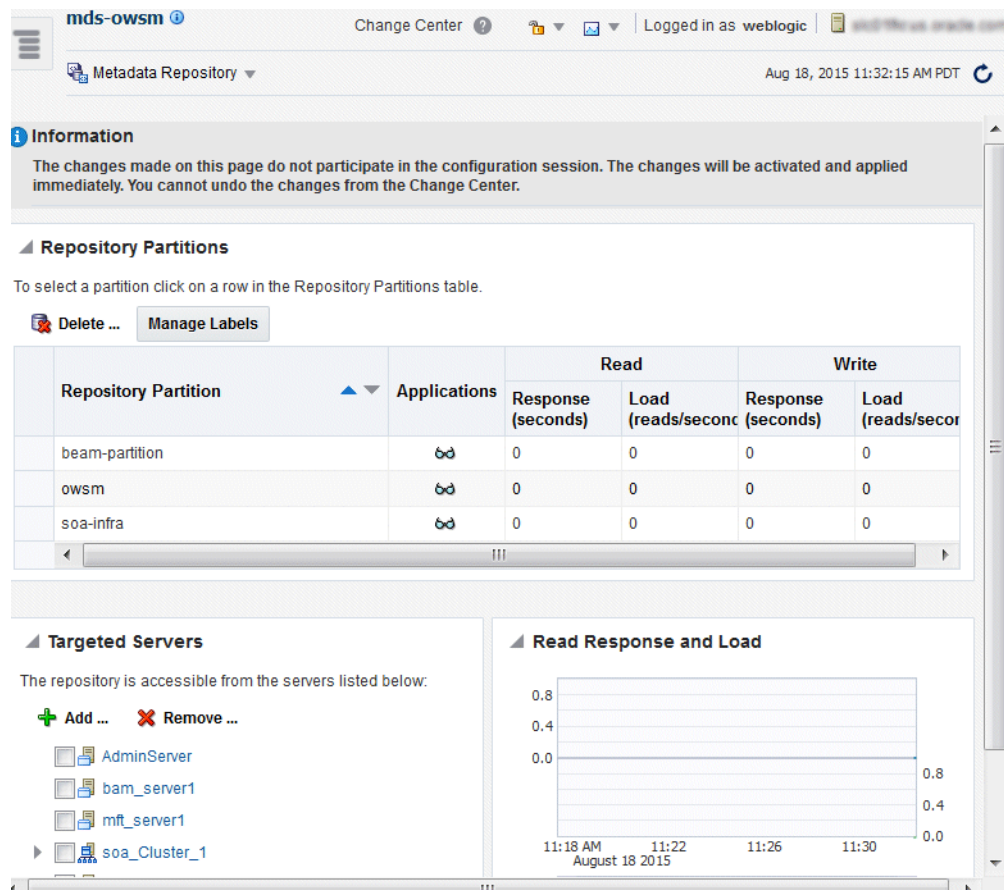 mds-owsm
Change Center
Logged in as weblogic
Metadata Repository
Aug 18, 2015 11:32:15 AM PDT
Information
The changes made on this page do not participate in the configuration session. The changes will be activated and applied
immediately. You cannot undo the changes from the Change Center.
Repository Partitions
To select a partition click on a row in the Repository Partitions table.
Delete ... Manage Labels
Read Write
Repository Partition Applications Response (seconds) Load (reads/second Response (seconds) Load (reads/secor
beam-partition 0 0 0 0
owsm 0 0 0 0
soa-infra 0 0 0 0
Targeted Servers
The repository is accessible from the servers listed below:
Add ... Remove ...
AdminServer
bam_server1
mft_server1
soa_Cluster_1
Read Response and Load
0.8
0.4
0.0
0.8
0.4
0.0
11:18 AM 11:22 11:26 11:30
August 18 2015